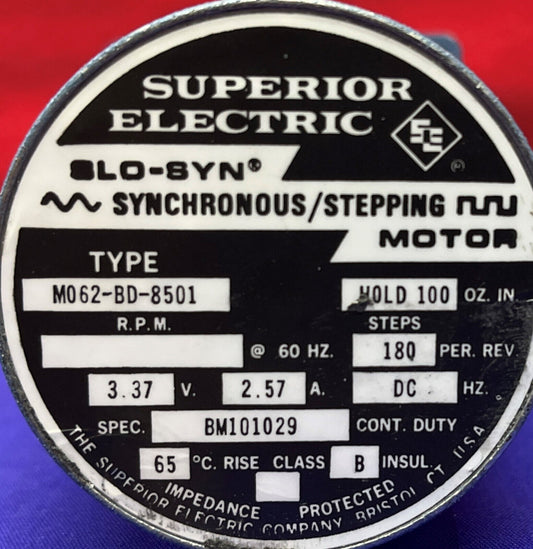 SUPERIOR
ELECTRIC
SE
®
SLO-SYN®
SYNCHRONOUS/STEPPING
MOTOR
TYPE
M062-BD-8501 HOLD 100 OZ. IN
R.P.M. STEPS
@ 60 HZ. 180 PER. REV.
3.37 V. 2.57 A. DC HZ.
SPEC. BM101029 CONT. DUTY
65 °C. RISE CLASS B INSUL.
IMPEDANCE PROTECTED
THE SUPERIOR ELECTRIC COMPANY, BRISTOL, CT. U.S.A.